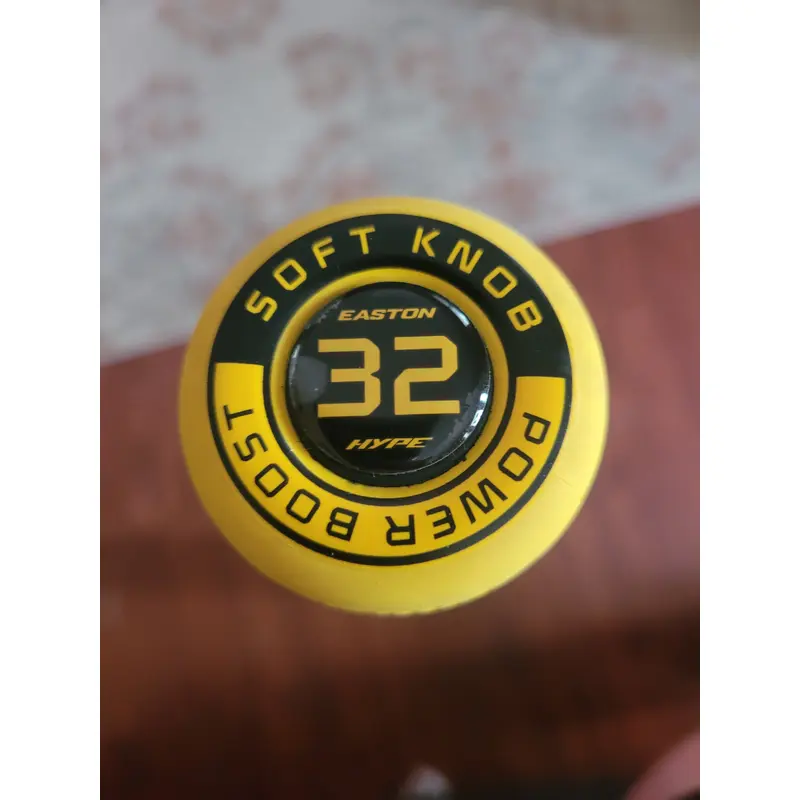 SOFT KNOB
EASTON
32
HYPE
POWER BOOST